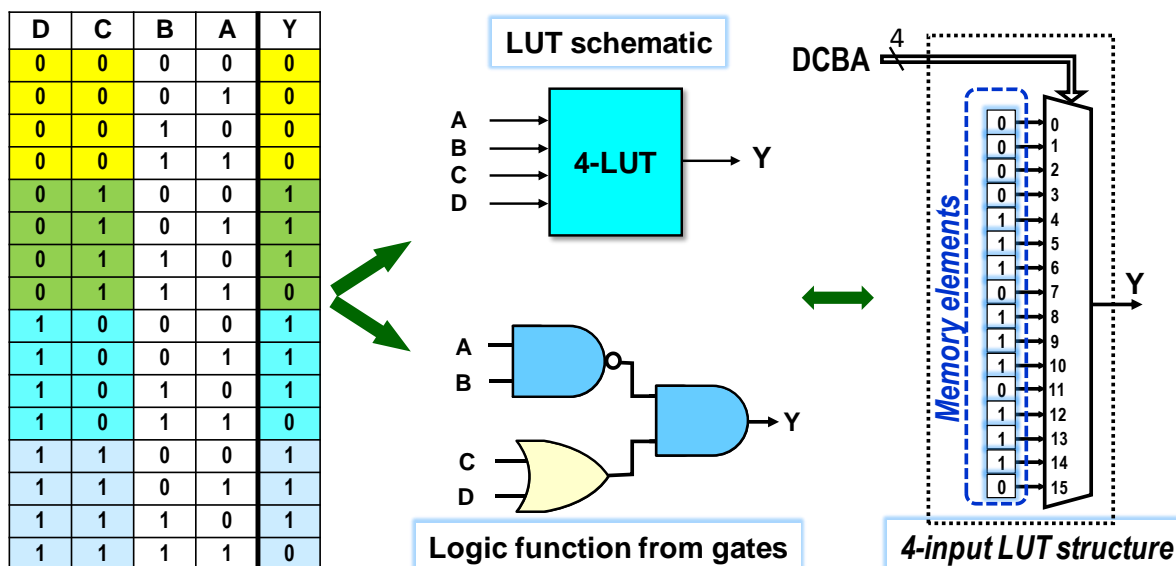 D C B A Y
0 0 0 0 0
0 0 0 1 0
0 0 1 0 0
0 0 1 1 0
0 1 0 0 1
0 1 0 1 1
0 1 1 0 1
0 1 1 1 0
1 0 0 0 1
1 0 0 1 1
1 0 1 0 1
1 0 1 1 0
1 1 0 0 1
1 1 0 1 1
1 1 1 0 1
1 1 1 1 0
LUT schematic
A
B
C
D
4-LUT
Y
A
B
C
D
Y
Logic function from gates
DCBA
4
Memory elements
0 0
0 1
0 2
0 3
1 4
1 5
1 6
0 7
1 8
1 9
1 10
0 11
1 12
1 13
1 14
0 15
Y
4-input LUT structure